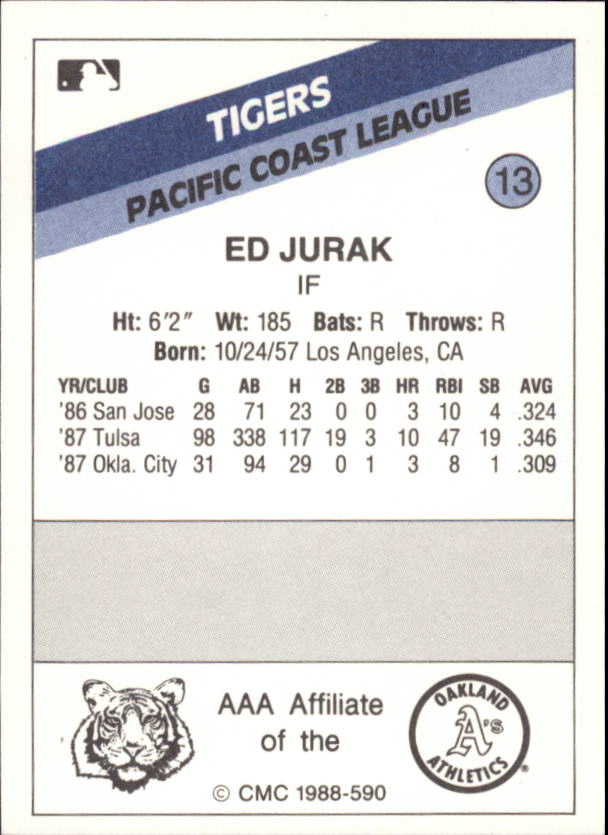 TIGERS
PACIFIC COAST LEAGUE
13
ED JURAK
IF
Ht: 6'2" Wt: 185 Bats: R Throws: R
Born: 10/24/57 Los Angeles, CA
YR/CLUB G AB H 2B 3B HR RBI SB AVG
'86 San Jose 28 71 23 0 0 3 10 4 .324
'87 Tulsa 98 338 117 19 3 10 47 19 .346
'87 Okla. City 31 94 29 0 1 3 8 1 .309
AAA Affiliate
of the
OAKLAND
A's
ATHLETICS
®
© CMC 1988-590